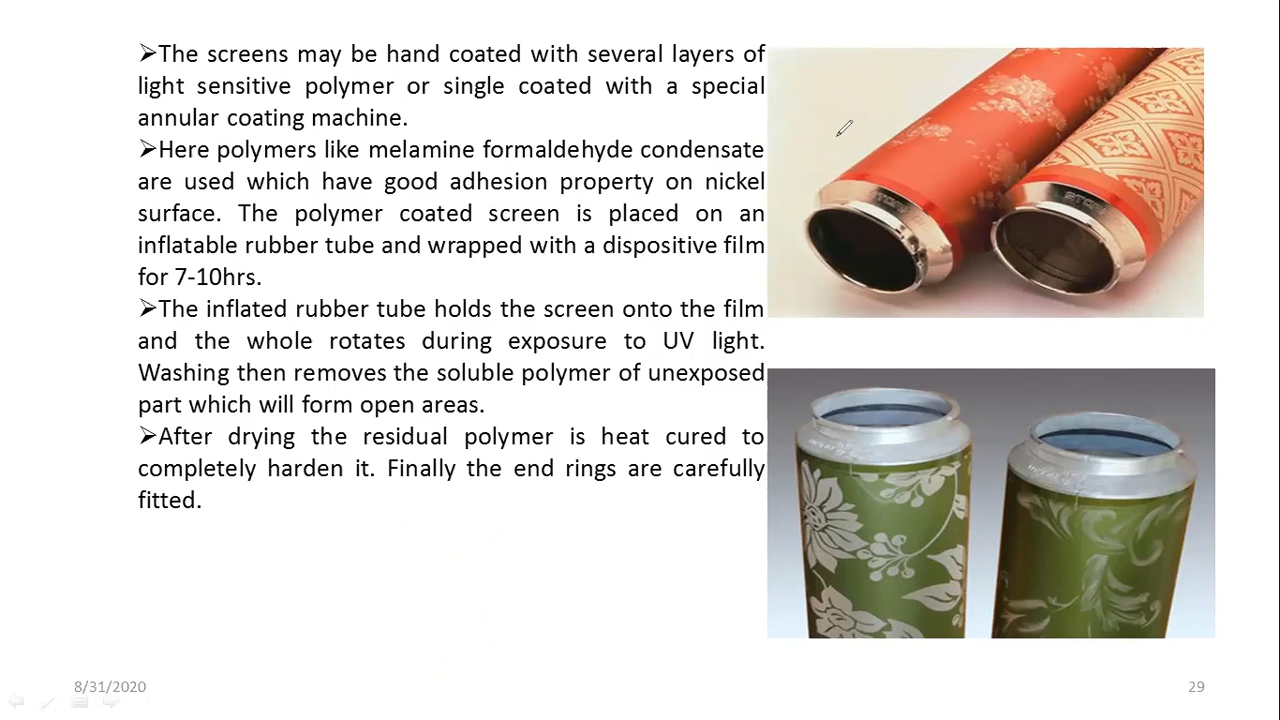 ➢The screens may be hand coated with several layers of
light sensitive polymer or single coated with a special
annular coating machine.
➢Here polymers like melamine formaldehyde condensate
are used which have good adhesion property on nickel
surface. The polymer coated screen is placed on an
inflatable rubber tube and wrapped with a dispositive film
for 7-10hrs.
➢The inflated rubber tube holds the screen onto the film
and the whole rotates during exposure to UV light.
Washing then removes the soluble polymer of unexposed
part which will form open areas.
➢After drying the residual polymer is heat cured to
completely harden it. Finally the end rings are carefully
fitted.
8/31/2020
29